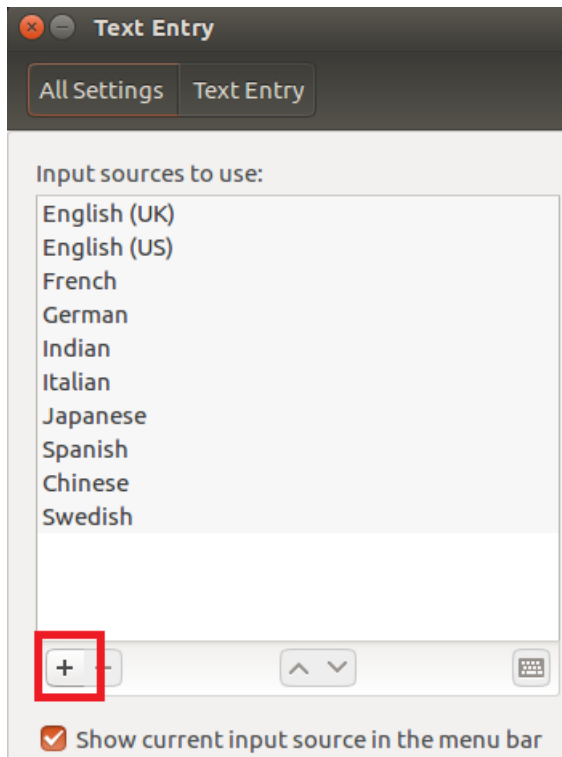 Text Entry
All Settings Text Entry
Input sources to use:
English (UK)
English (US)
French
German
Indian
Italian
Japanese
Spanish
Chinese
Swedish
Show current input source in the menu bar